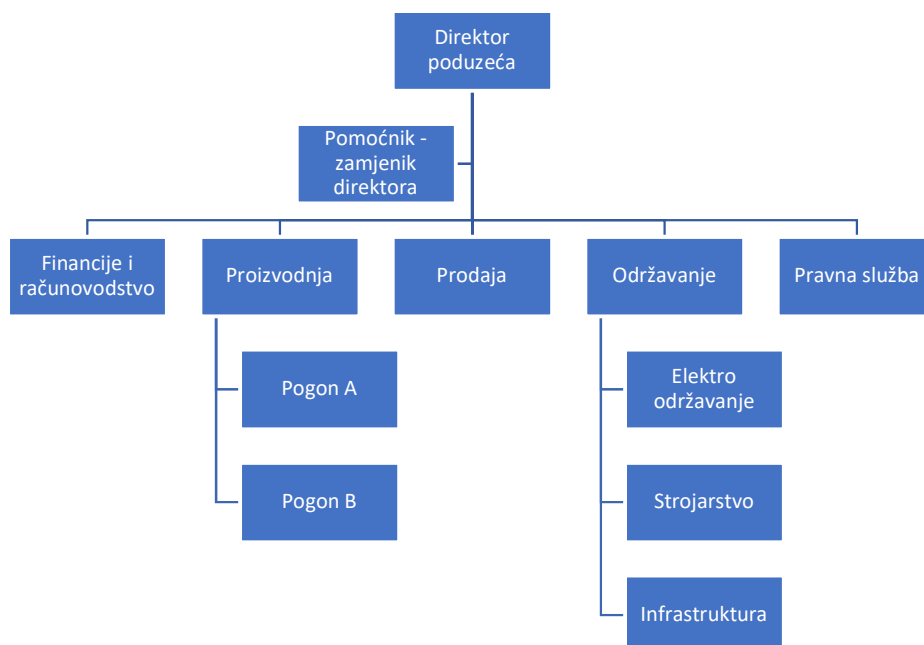 Direktor
poduzeća
Pomoćnik -
zamjenik
direktora
Financije i
računovodstvo
Proizvodnja
Prodaja
Održavanje
Pravna služba
Pogon A
Pogon B
Elektro
održavanje
Strojarstvo
Infrastruktura